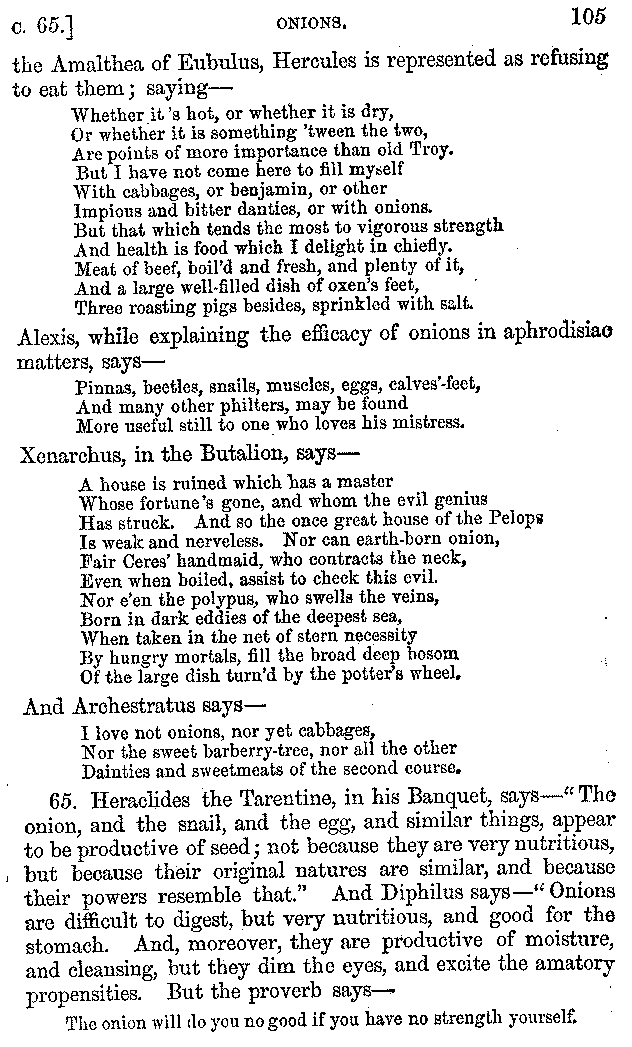 c. 65.] ONIONS. 105
the Amalthea of Eubulus, Hercules is represented as refusing
to eat them; saying—
Whether it 's hot, or whether it is dry,
Or whether it is something 'tween the two,
Are points of more importance than old Troy.
But I have not come here to fill myself
With cabbages, or benjamin, or other
Impious and bitter danties, or with onions.
But that which tends the most to vigorous strength
And health is food which I delight in chiefly.
Meat of beef, boil'd and fresh, and plenty of it,
And a large well-filled dish of oxen's feet,
Three roasting pigs besides, sprinkled with salt.
Alexis, while explaining the efficacy of onions in aphrodisiac
matters, says—
Pinnas, beetles, snails, muscles, eggs, calves'-feet,
And many other philters, may be found
More useful still to one who loves his mistress.
Xenarchus, in the Butalion, says—
A house is ruined which has a master
Whose fortune's gone, and whom the evil genius
Has struck. And so the once great house of the Pelops
Is weak and nerveless. Nor can earth-born onion,
Fair Ceres' handmaid, who contracts the neck,
Even when boiled, assist to check this evil.
Nor e'en the polypus, who swells the veins,
Born in dark eddies of the deepest sea,
When taken in the net of stern necessity
By hungry mortals, fill the broad deep bosom
Of the large dish turn'd by the potter's wheel.
And Archestratus says—
I love not onions, nor yet cabbages,
Nor the sweet barberry-tree, nor all the other
Dainties and sweetmeats of the second course.
65. Heraclides the Tarentine, in his Banquet, says—"The
onion, and the snail, and the egg, and similar things, appear
to be productive of seed; not because they are very nutritious,
but because their original natures are similar, and because
their powers resemble that." And Diphilus says—"Onions
are difficult to digest, but very nutritious, and good for the
stomach. And, moreover, they are productive of moisture,
and cleansing, but they dim the eyes, and excite the amatory
propensities. But the proverb says—
The onion will do you no good if you have no strength yourself.